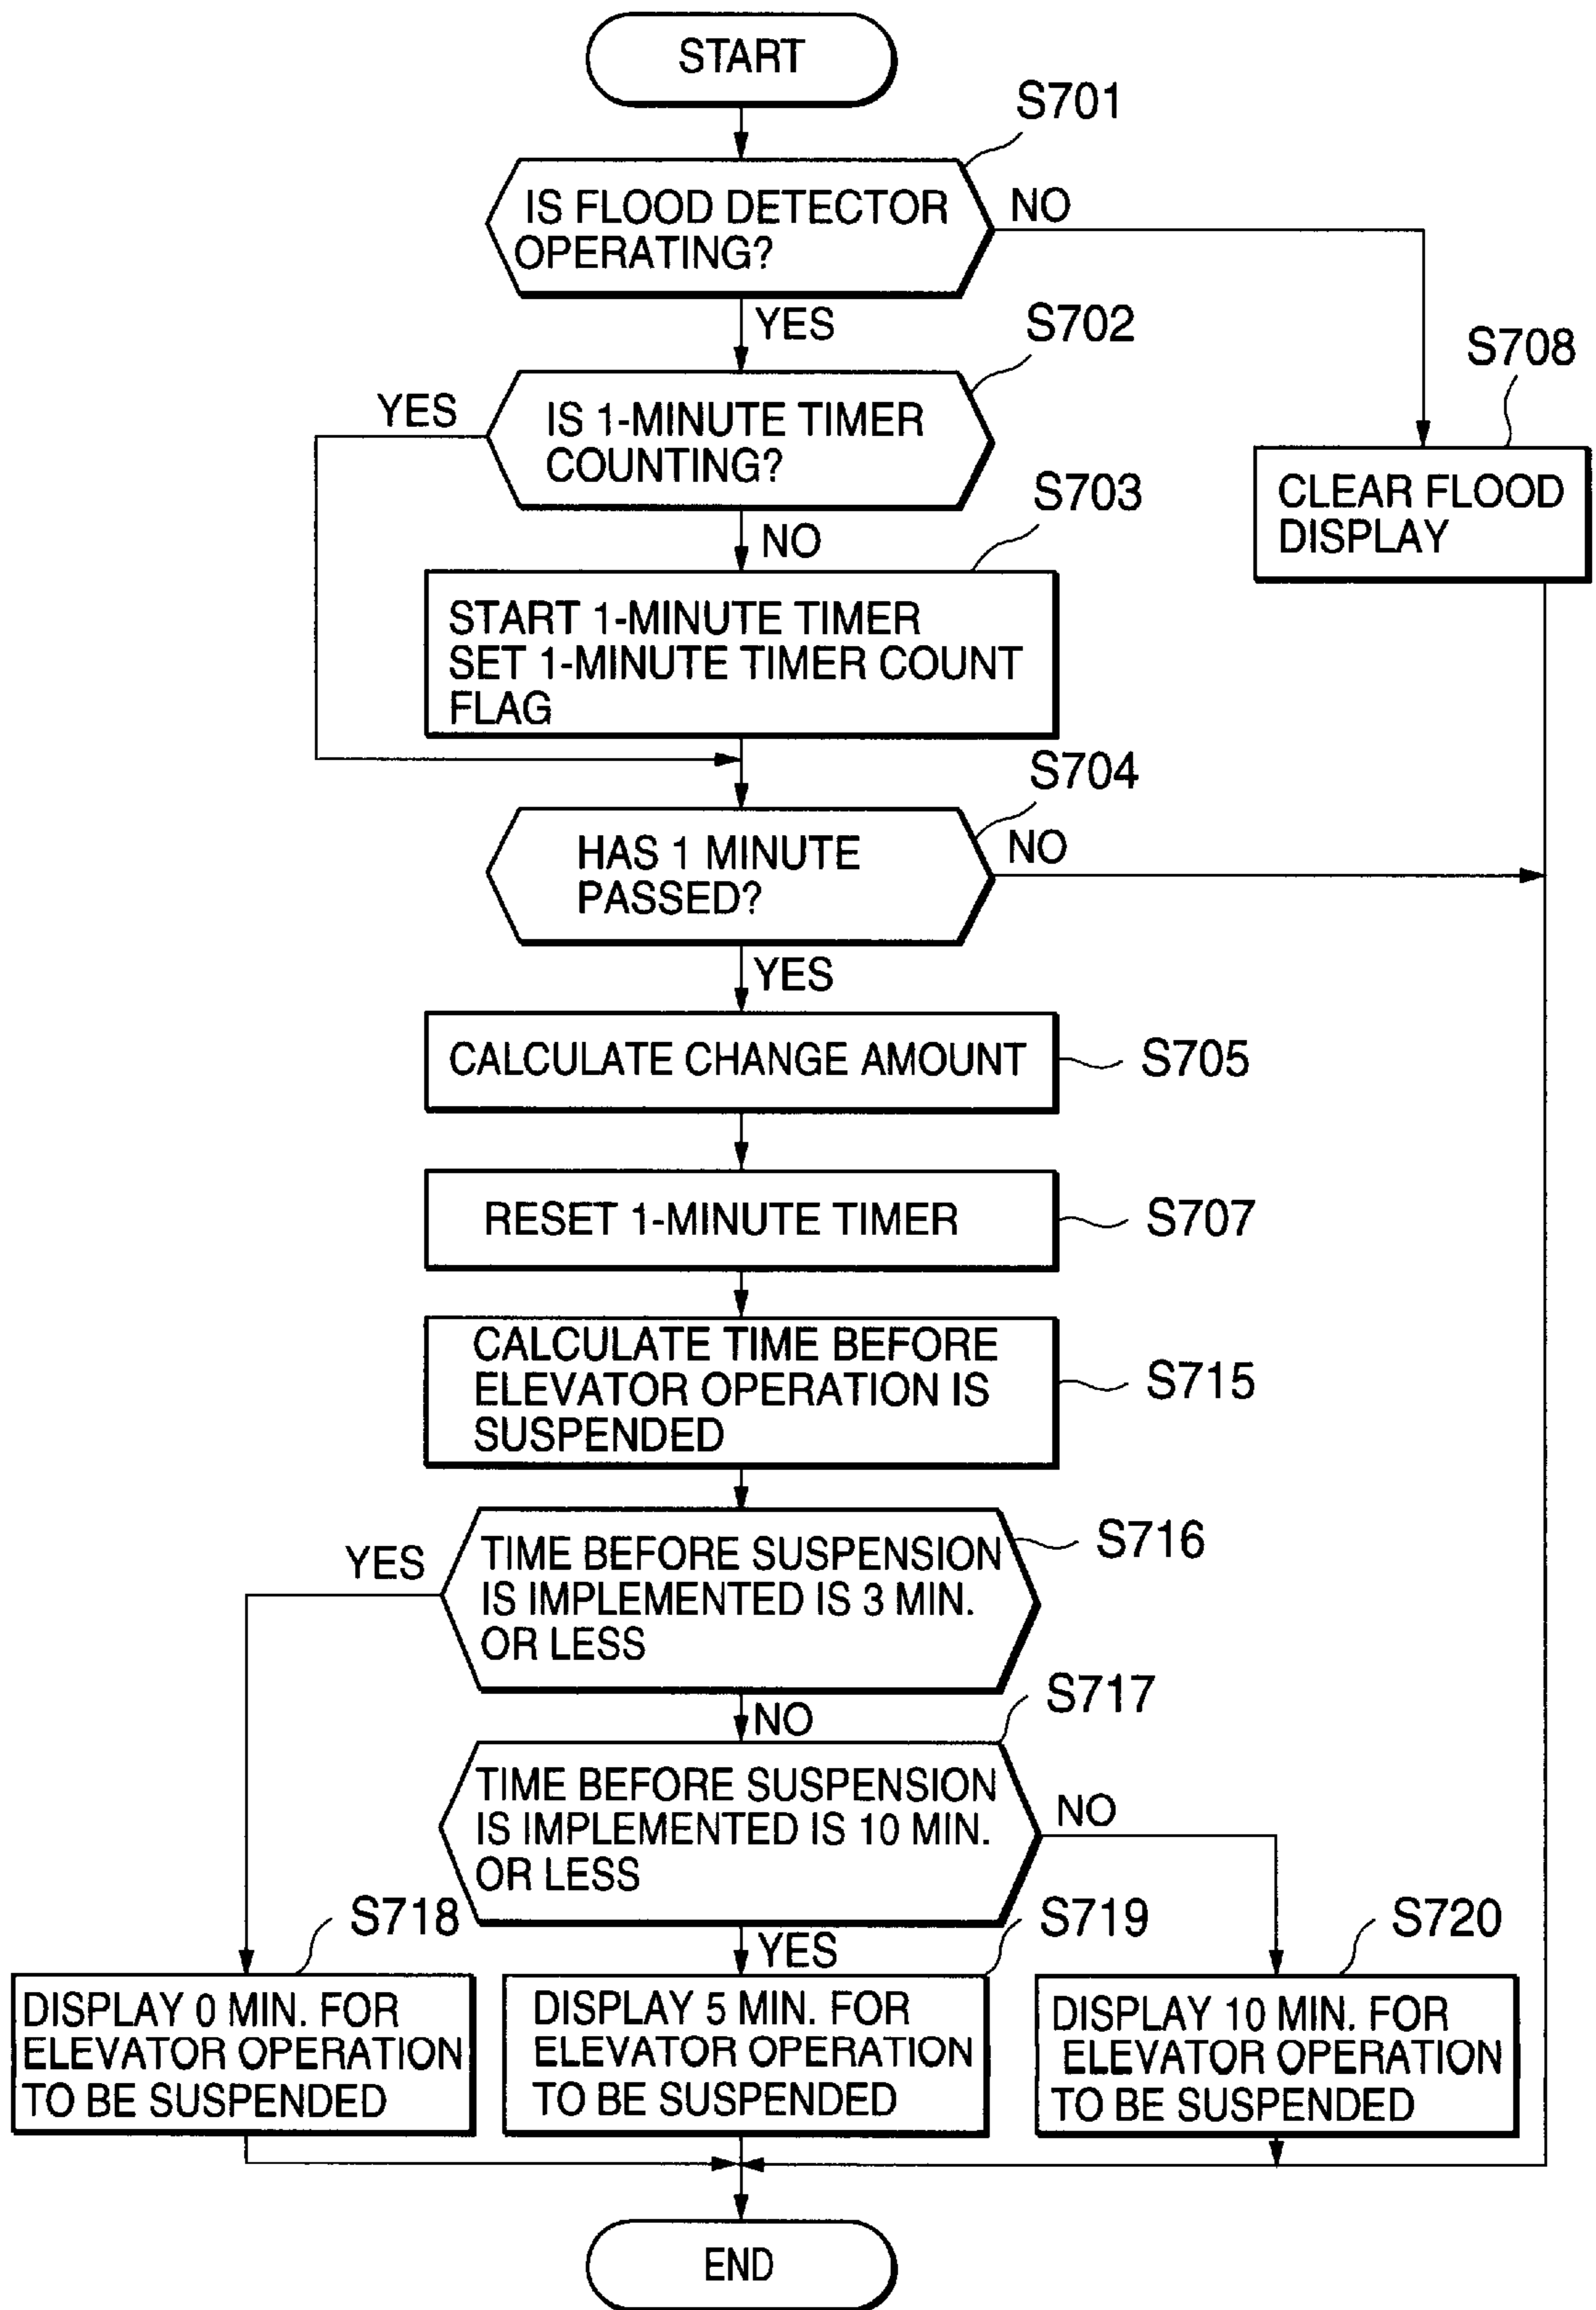 START
S701
IS FLOOD DETECTOR
OPERATING?
NO
YES
S702
S708
YES
IS 1-MINUTE TIMER
COUNTING?
CLEAR FLOOD
DISPLAY
S703
NO
START 1-MINUTE TIMER
SET 1-MINUTE TIMER COUNT
FLAG
S704
HAS 1 MINUTE
PASSED?
NO
YES
CALCULATE CHANGE AMOUNT
S705
RESET 1-MINUTE TIMER
S707
CALCULATE TIME BEFORE
ELEVATOR OPERATION IS
SUSPENDED
S715
YES
TIME BEFORE SUSPENSION
IS IMPLEMENTED IS 3 MIN.
OR LESS
S716
NO
S717
TIME BEFORE SUSPENSION
IS IMPLEMENTED IS 10 MIN.
OR LESS
NO
S718
YES
S719
S720
DISPLAY 0 MIN. FOR
ELEVATOR OPERATION
TO BE SUSPENDED
DISPLAY 5 MIN. FOR
ELEVATOR OPERATION
TO BE SUSPENDED
DISPLAY 10 MIN. FOR
ELEVATOR OPERATION
TO BE SUSPENDED
END